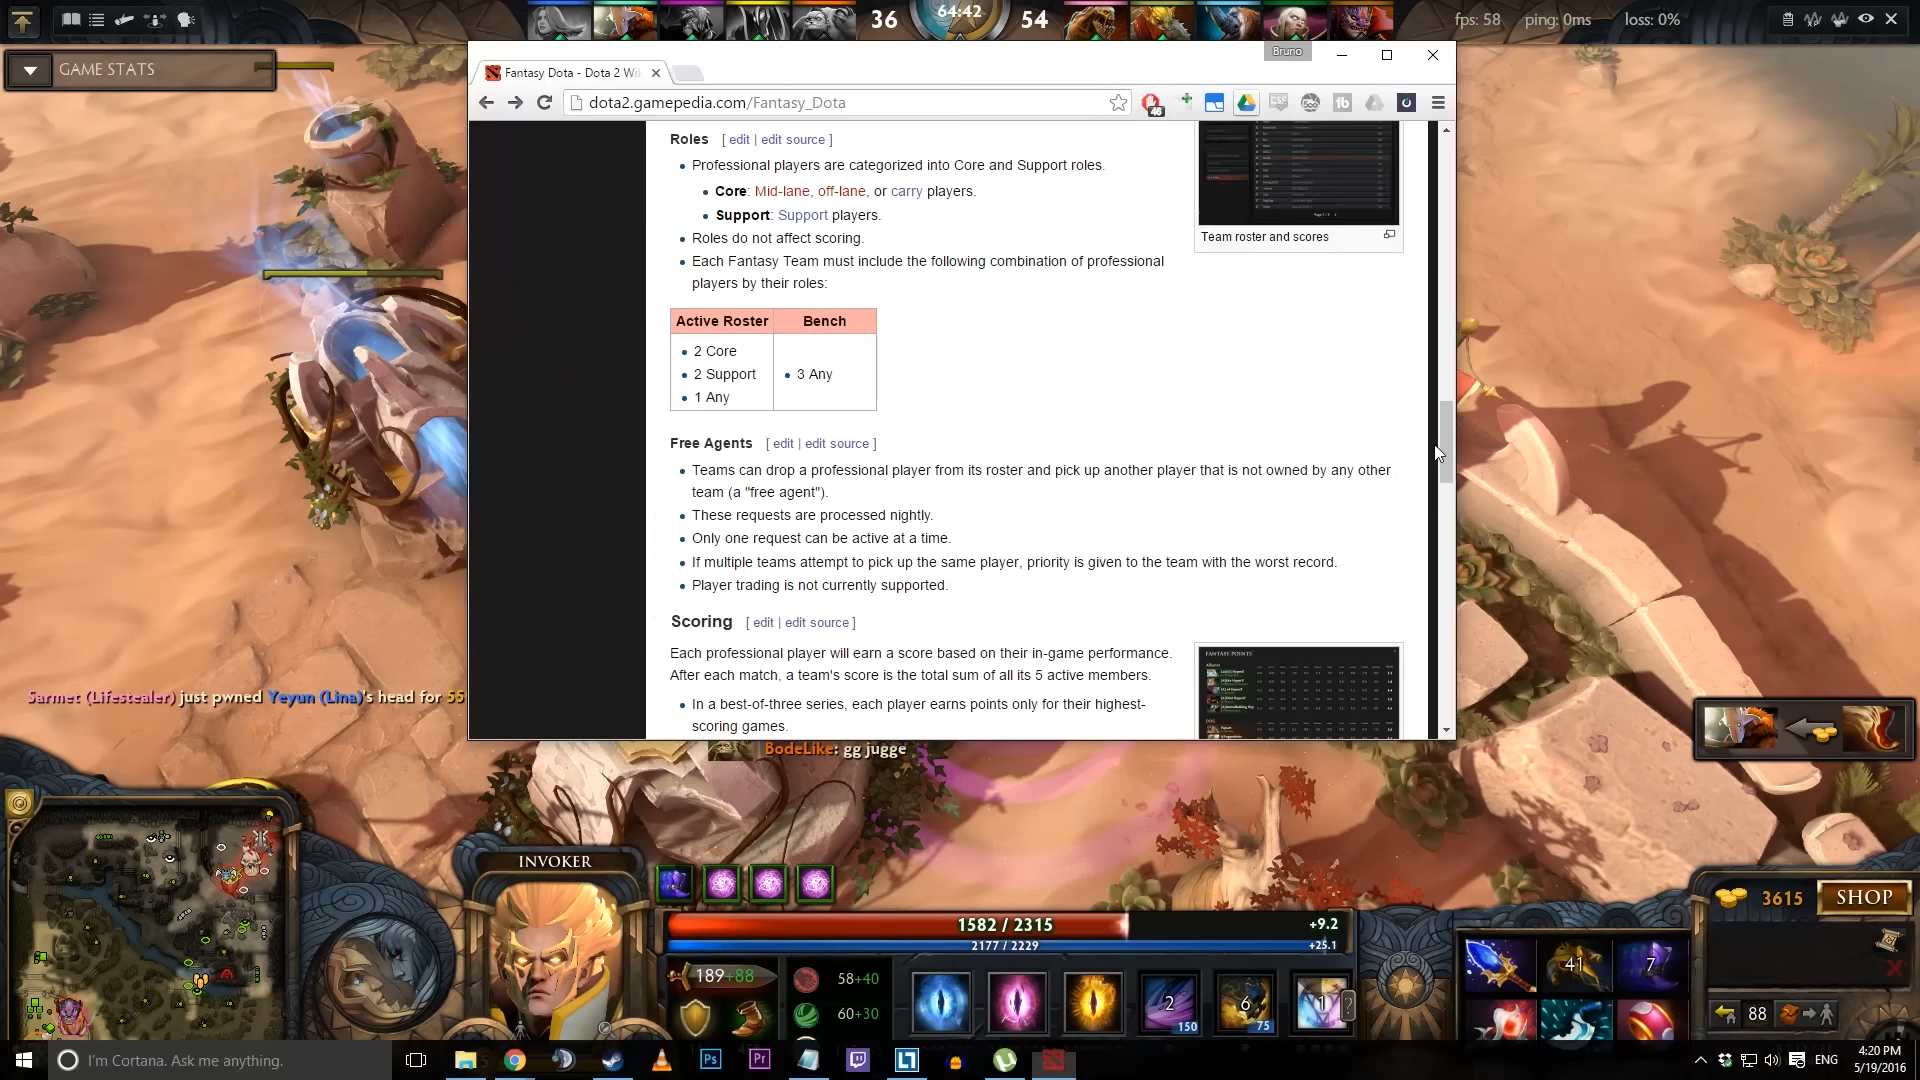 36
64:42
54
fps: 58
ping: 0ms
loss: 0%
GAME STATS
Bruno
Fantasy Dota - Dota 2 Wi
dota2.gamepedia.com/Fantasy_Dota
46
Roles [ edit | edit source ]
Professional players are categorized into Core and Support roles.
Core: Mid-lane, off-lane, or carry players.
Support: Support players.
Roles do not affect scoring.
Each Fantasy Team must include the following combination of professional
players by their roles:
Team roster and scores
Active Roster Bench
2 Core
2 Support
1 Any
3 Any
Free Agents [ edit | edit source ]
Teams can drop a professional player from its roster and pick up another player that is not owned by any other
team (a "free agent").
These requests are processed nightly.
Only one request can be active at a time.
If multiple teams attempt to pick up the same player, priority is given to the team with the worst record.
Player trading is not currently supported.
Scoring [ edit | edit source ]
Each professional player will earn a score based on their in-game performance.
After each match, a team's score is the total sum of all its 5 active members.
In a best-of-three series, each player earns points only for their highest-
scoring games.
FANTASY POINTS
Sarmet (Lifestealer) just pwned Yeyun (Lina)'s head for 55
BodeLike: gg jugge
INVOKER
1582 / 2315
+9.2
2177 / 2229
+25.1
189+88
58+40
60+30
2
150
6
75
1
?
41
7
3615
SHOP
88
I'm Cortana. Ask me anything.
ENG
4:20 PM
5/19/2016